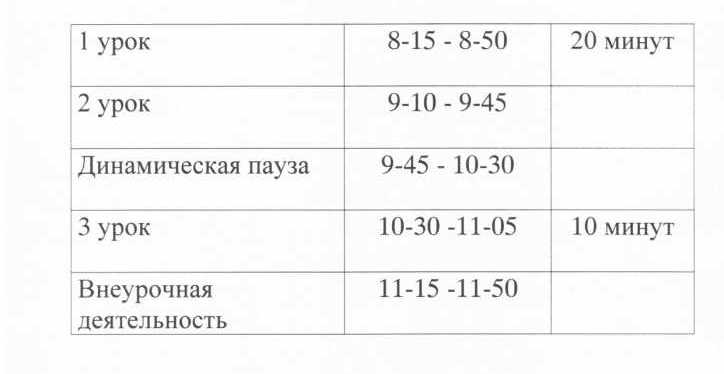 1 урок 8-15 - 8-50 20 минут
2 урок 9-10 - 9-45
Динамическая пауза 9-45 - 10-30
3 урок 10-30 -11-05 10 минут
Внеурочная 11-15 -11-50
деятельность